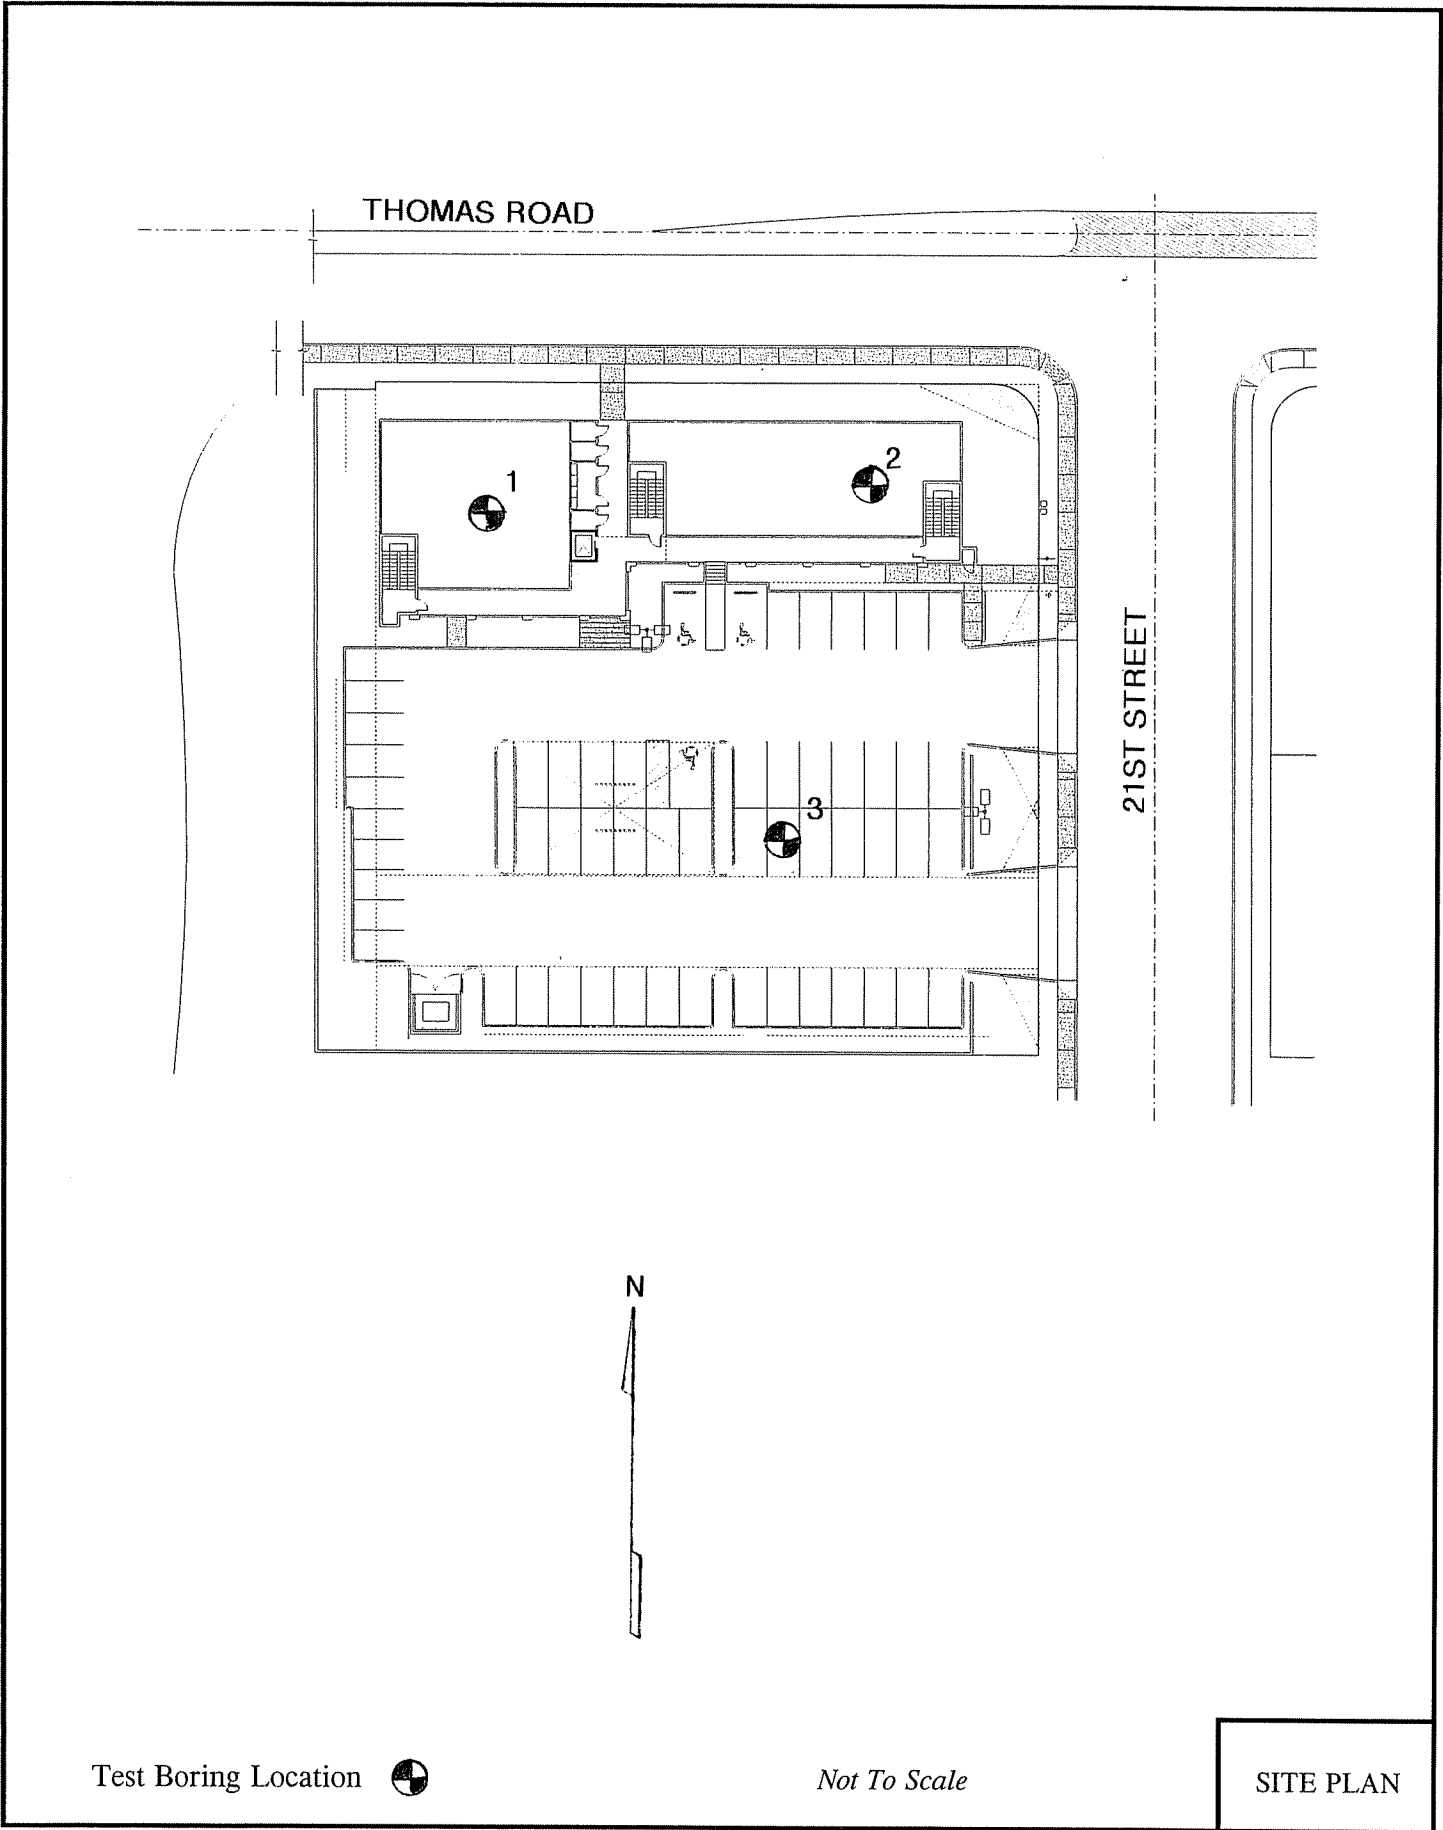 THOMAS ROAD
1
2
21ST STREET
3
N
Test Boring Location
Not To Scale
SITE PLAN